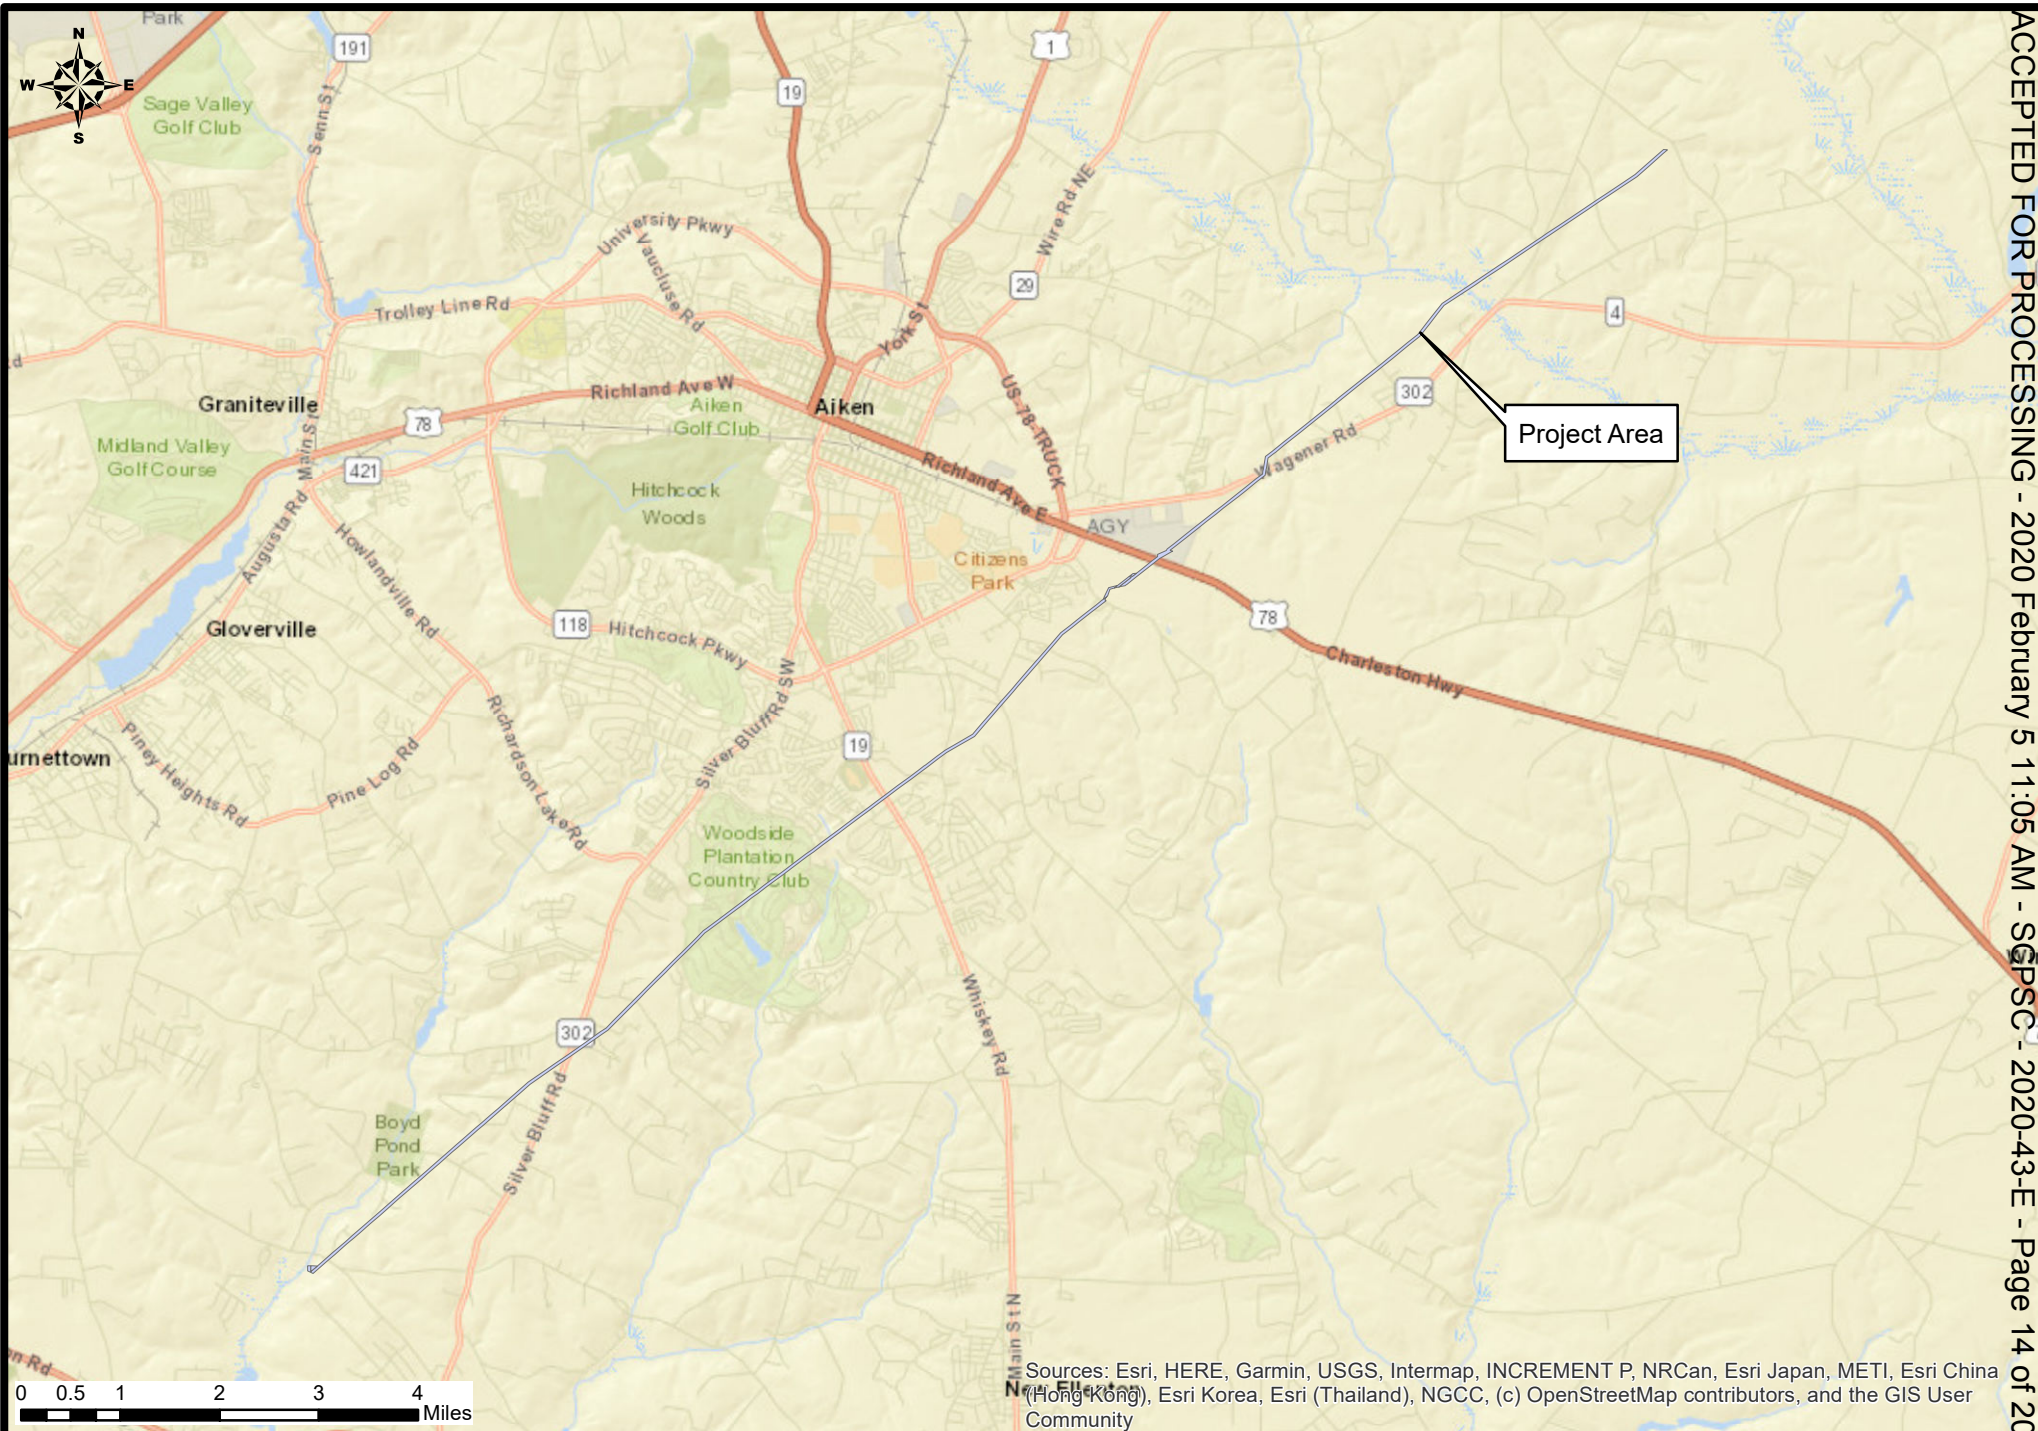 Park
N
W
E
S
191
Sage Valley
Golf Club
Senn St
19
1
Wire Rd NE
University Pkwy
Vaucluse Rd
29
Trolley Line Rd
York St
4
US-78-TRUCK
Richland Ave W
Aiken
Golf Club
Aiken
302
Graniteville
78
Project Area
Midland Valley
Golf Course
Main St
421
Wagener Rd
Richland Ave E
Hitchcock
Woods
AGY
Augusta Rd
Howlandville Rd
Citizens
Park
118
Hitchcock Pkwy
78
Gloverville
Charleston Hwy
Silver Bluff Rd SW
19
urnettown
Piney Heights Rd
Pine Log Rd
Richardson Lake Rd
Woodside
Plantation
Country Club
Whiskey Rd
302
Silver Bluff Rd
Boyd
Pond
Park
Main St N
New Ellenton
on Rd
0 0.5 1 2 3 4
Miles
Sources: Esri, HERE, Garmin, USGS, Intermap, INCREMENT P, NRCan, Esri Japan, METI, Esri China
(Hong Kong), Esri Korea, Esri (Thailand), NGCC, (c) OpenStreetMap contributors, and the GIS User
Community
ACCEPTED FOR PROCESSING - 2020 February 5 11:05 AM - SCPSC - 2020-43-E - Page 14 of 20